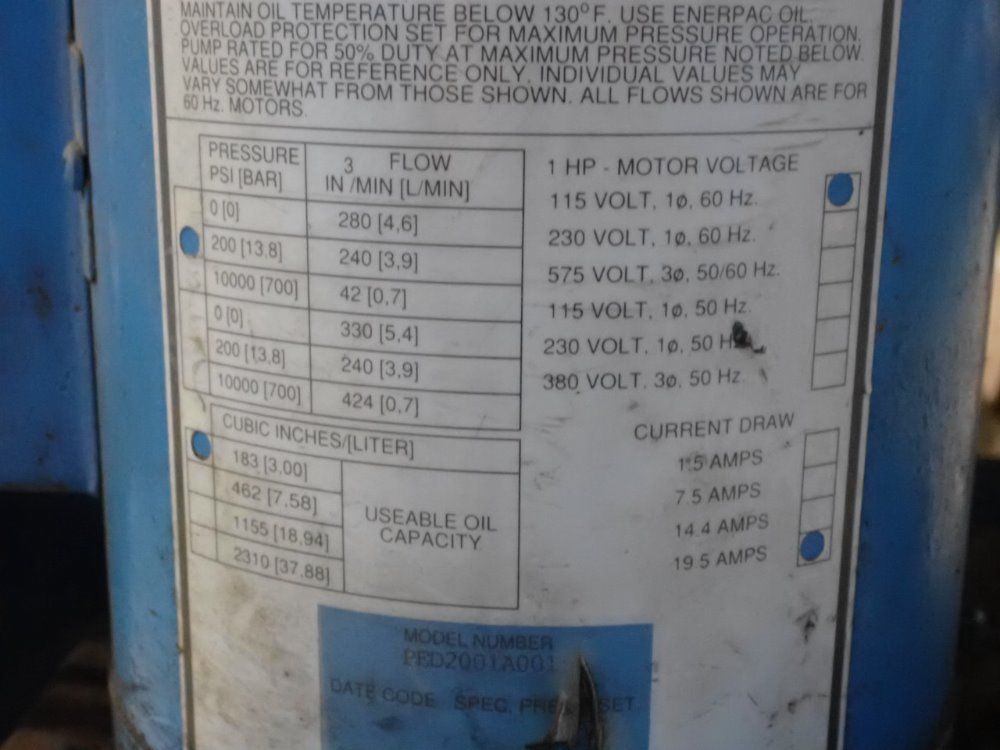 MAINTAIN OIL TEMPERATURE BELOW 130°F. USE ENERPAC OIL.
OVERLOAD PROTECTION SET FOR MAXIMUM PRESSURE OPERATION.
PUMP RATED FOR 50% DUTY AT MAXIMUM PRESSURE NOTED BELOW.
VALUES ARE FOR REFERENCE ONLY. INDIVIDUAL VALUES MAY
VARY SOMEWHAT FROM THOSE SHOWN. ALL FLOWS SHOWN ARE FOR
60 Hz. MOTORS.
PRESSURE
PSI [BAR]
3 FLOW
IN /MIN [L/MIN]
0 [0] 280 [4,6]
200 [13,8] 240 [3,9]
10000 [700] 42 [0,7]
0 [0] 330 [5,4]
200 [13,8] 240 [3,9]
10000 [700] 424 [0,7]
CUBIC INCHES/[LITER]
183 [3.00]
462 [7,58]
1155 [18,94]
2310 [37,88]
USEABLE OIL
CAPACITY
1 HP - MOTOR VOLTAGE
115 VOLT, 1ø, 60 Hz.
230 VOLT, 1ø, 60 Hz.
575 VOLT, 3ø, 50/60 Hz.
115 VOLT, 1ø, 50 Hz.
230 VOLT, 1ø, 50
380 VOLT, 3ø, 50 Hz.
CURRENT DRAW
1.5 AMPS
7.5 AMPS
14.4 AMPS
19.5 AMPS
MODEL NUMBER
PED2001A001
DATE CODE SPEC. SET